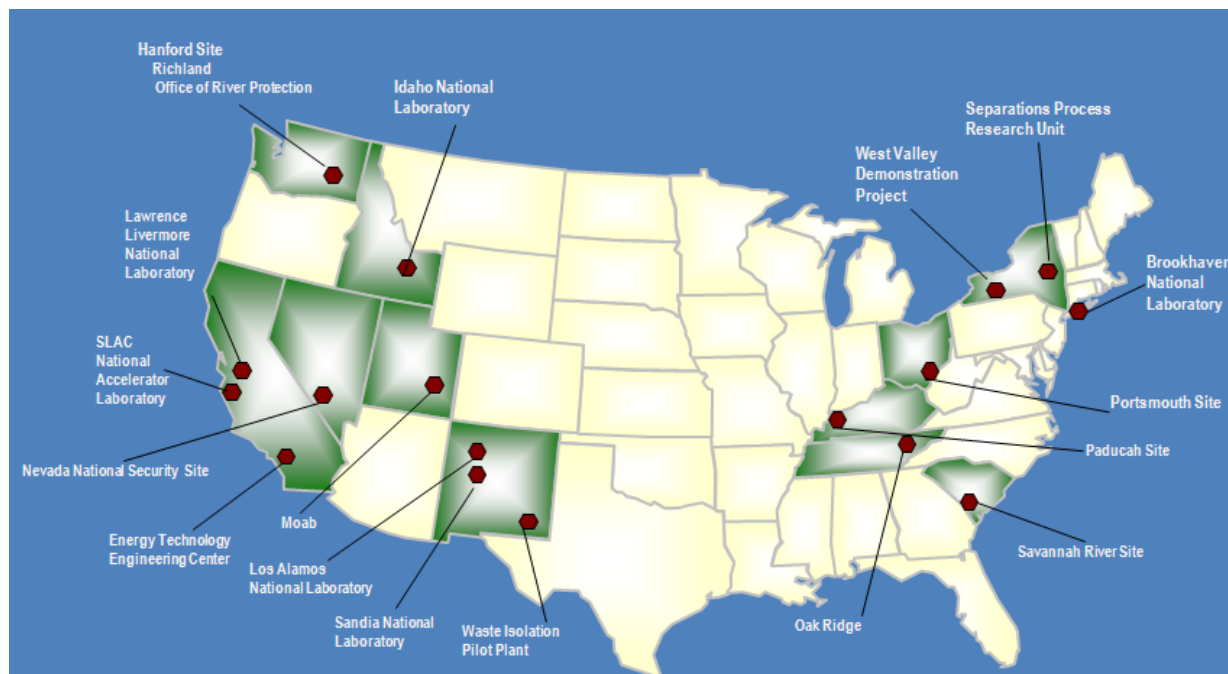 Hanford Site
Richland
Office of River Protection
Idaho National
Laboratory
Separations Process
Research Unit
West Valley
Demonstration
Project
Lawrence
Livermore
National
Laboratory
Brookhaven
National
Laboratory
SLAC
National
Accelerator
Laboratory
Portsmouth Site
Paducah Site
Nevada National Security Site
Moab
Energy Technology
Engineering Center
Los Alamos
National Laboratory
Savannah River Site
Sandia National
Laboratory
Waste Isolation
Pilot Plant
Oak Ridge